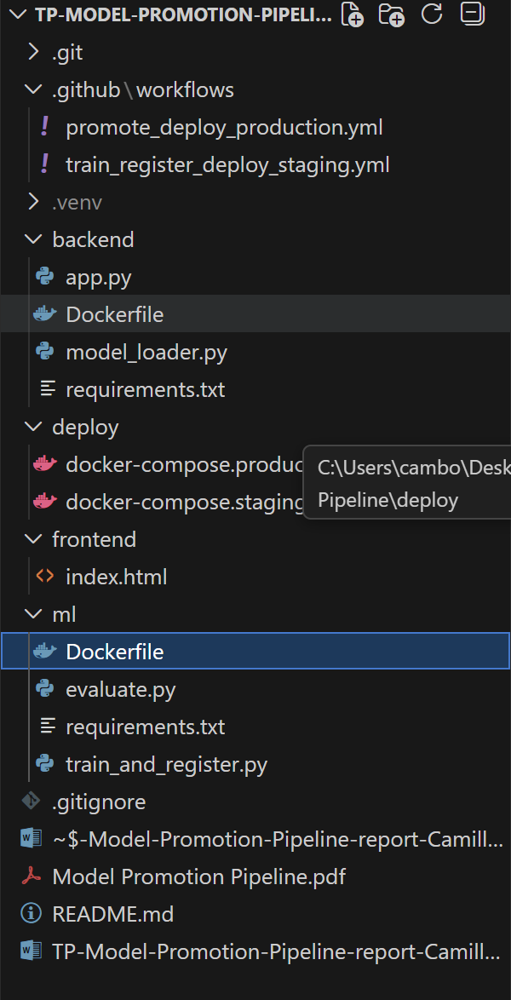 TP-MODEL-PROMOTION-PIPELI...
.git
.github\workflows
! promote_deploy_production.yml
! train_register_deploy_staging.yml
.venv
backend
app.py
Dockerfile
model_loader.py
requirements.txt
deploy
docker-compose.produc
docker-compose.staging
C:\Users\cambo\Desk
Pipeline\deploy
frontend
index.html
ml
Dockerfile
evaluate.py
requirements.txt
train_and_register.py
.gitignore
~$-Model-Promotion-Pipeline-report-Camill...
Model Promotion Pipeline.pdf
README.md
TP-Model-Promotion-Pipeline-report-Camill...